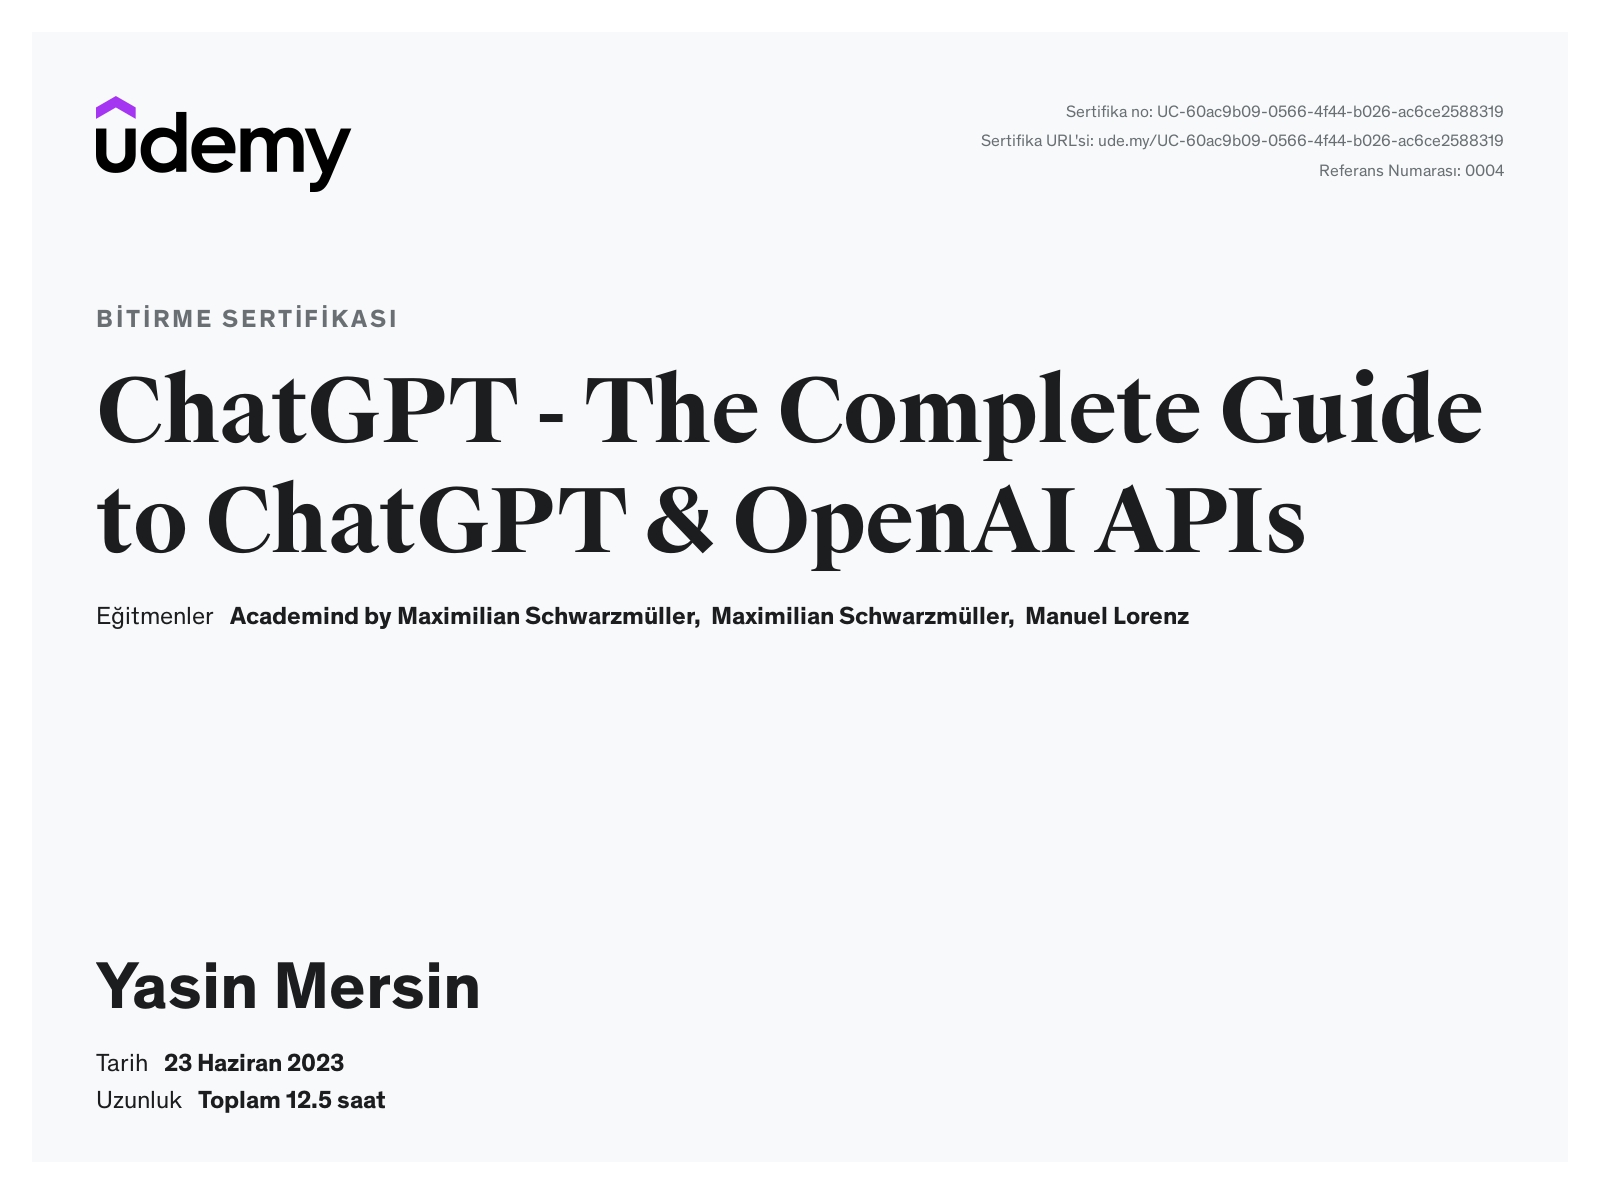 udemy
Sertifika no: UC-60ac9b09-0566-4f44-b026-ac6ce2588319
Sertifika URL'si: ude.my/UC-60ac9b09-0566-4f44-b026-ac6ce2588319
Referans Numarası: 0004
BİTİRME SERTİFİKASI
ChatGPT - The Complete Guide
to ChatGPT & OpenAI APIs
Eğitmenler Academind by Maximilian Schwarzmüller, Maximilian Schwarzmüller, Manuel Lorenz
Yasin Mersin
Tarih 23 Haziran 2023
Uzunluk Toplam 12.5 saat